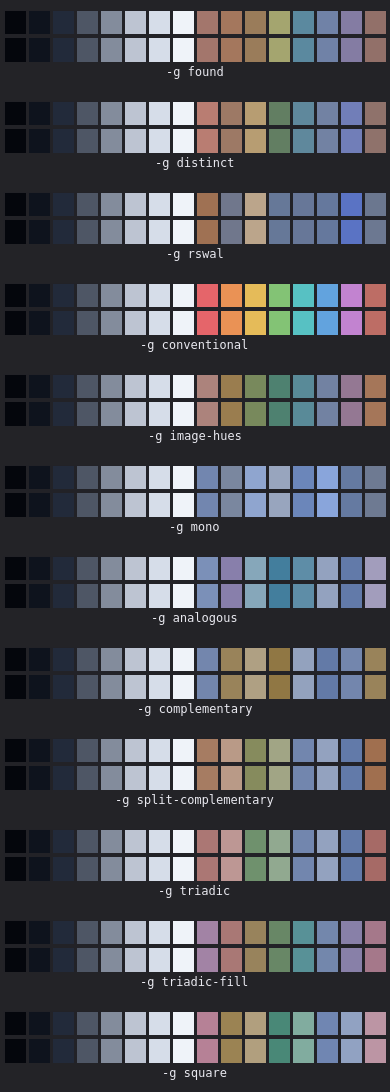 -g found
-g distinct
-g rswal
-g conventional
-g image-hues
-g mono
-g analogous
-g complementary
-g split-complementary
-g triadic
-g triadic-fill
-g square